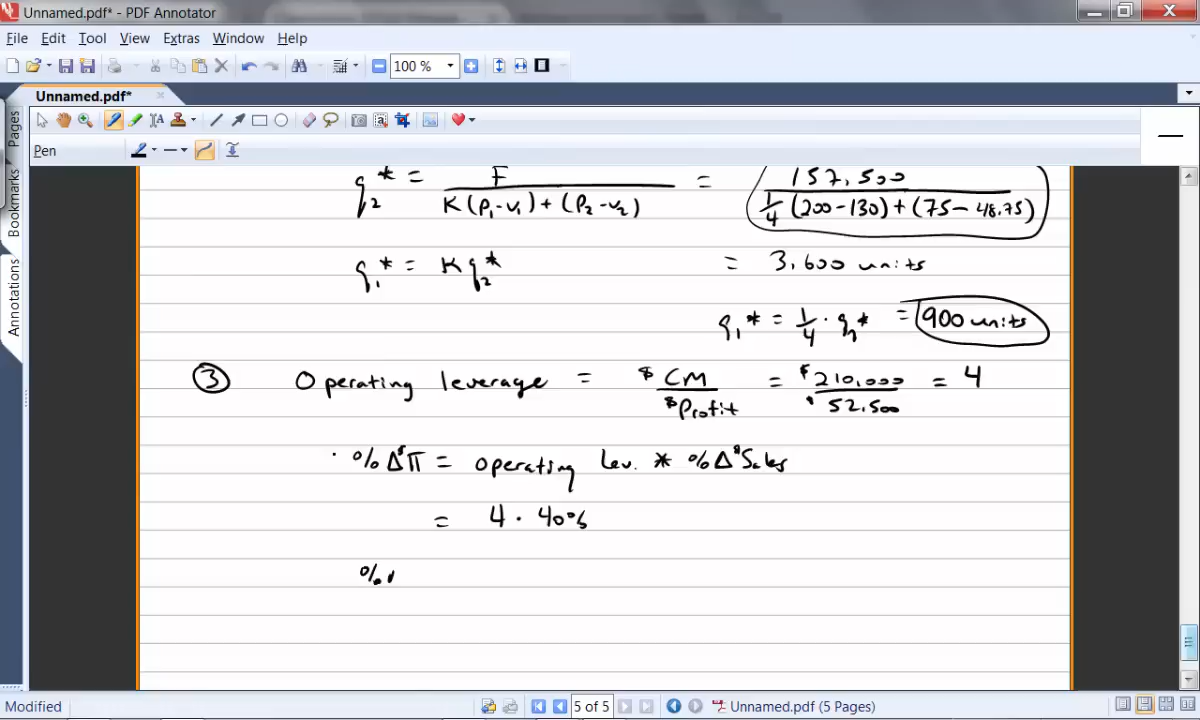 Unnamed.pdf* - PDF Annotator
File Edit Tool View Extras Window Help
100 %
Unnamed.pdf*
Pen
Pages
Bookmarks
Annotations
q2* = F / K(P1-V1)+(P2-V2) = 157,500 / 1/4 (200-130)+(75-48.75)
q1* = Kq2* = 3,600 units
q1* = 1/4 · q2* = 900 units
③ Operating leverage = $CM / $Profit = $210,000 / $52,500 = 4
%Δ$π = operating lev. * %Δ$Sales
= 4 · 40%
%
Modified
5 of 5
Unnamed.pdf (5 Pages)